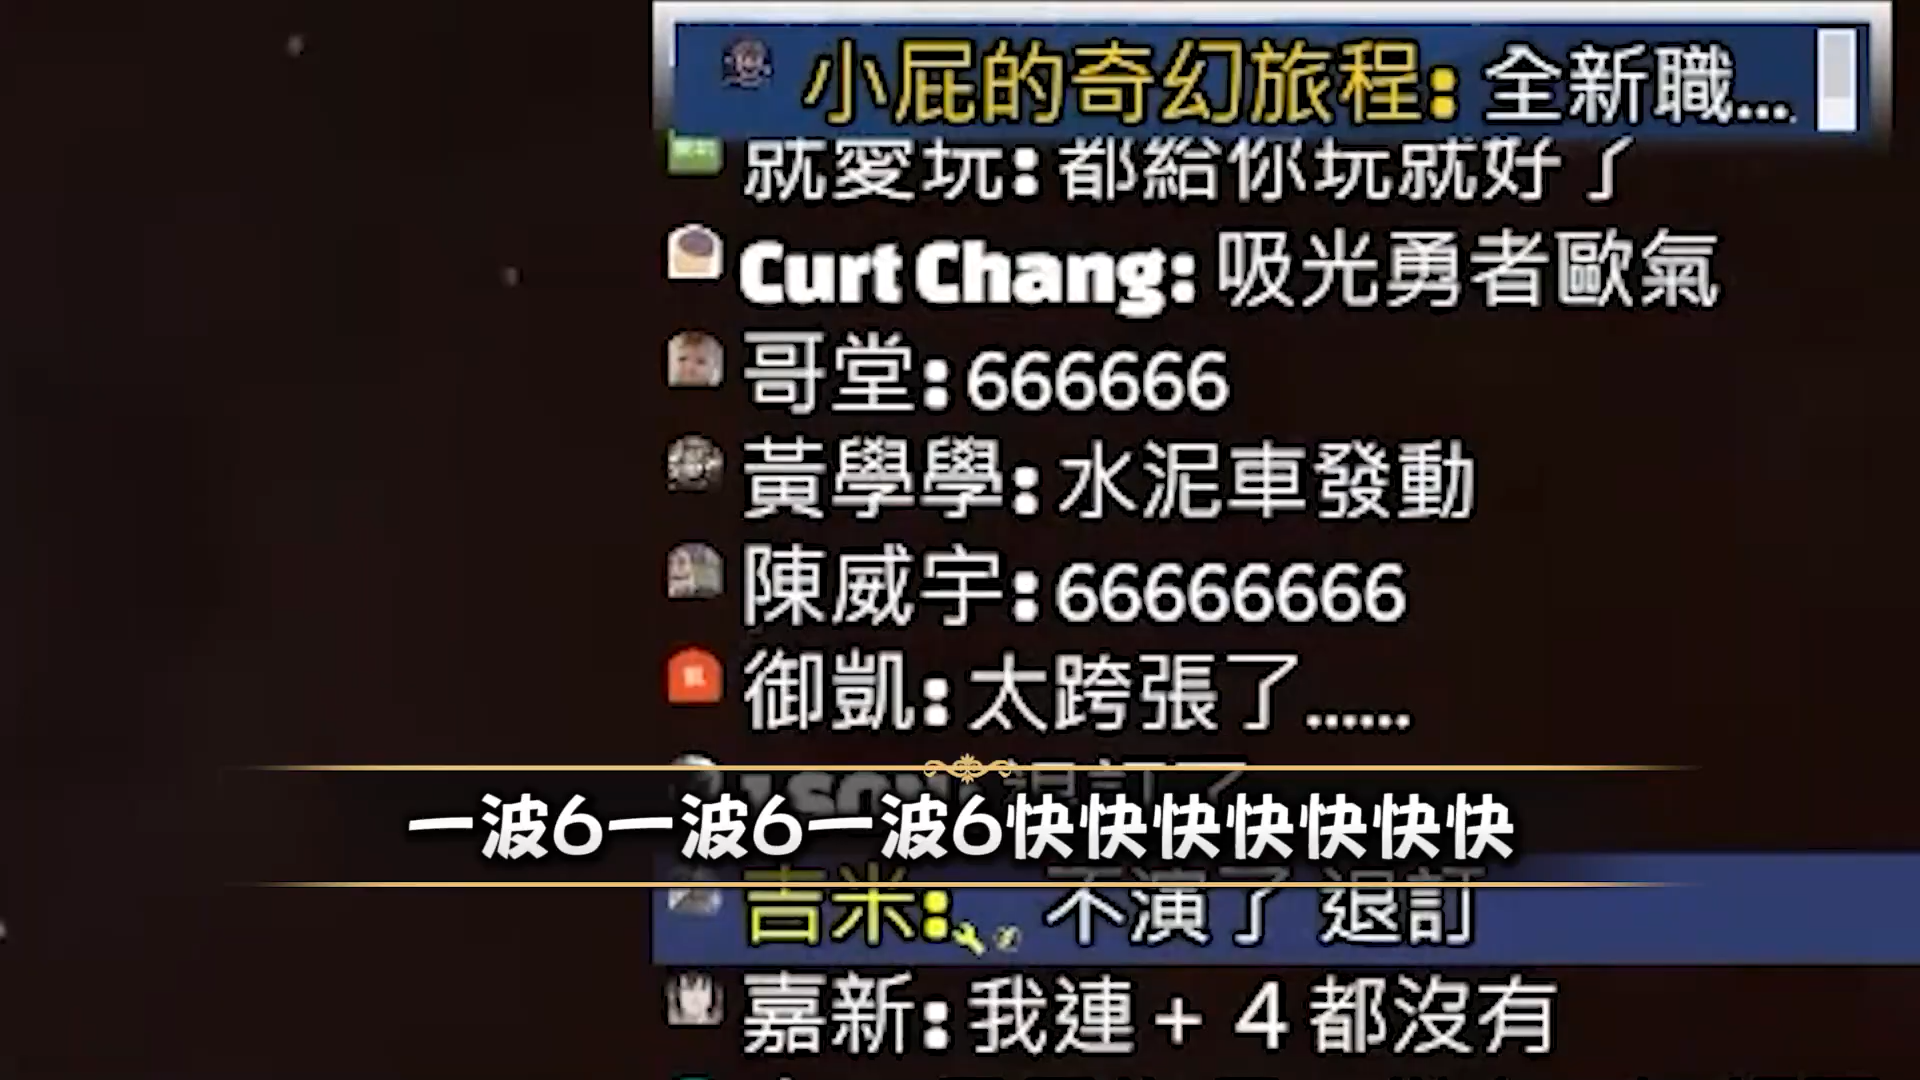 小屁的奇幻旅程: 全新職...
就愛玩: 都給你玩就好了
Curt Chang: 吸光勇者歐氣
哥堂: 666666
黃學學: 水泥車發動
陳威宇: 66666666
御凱: 太跨張了......
退訂了
一波6一波6一波6快快快快快快快
吉米: 不演了 退訂
嘉新: 我連+4都沒有